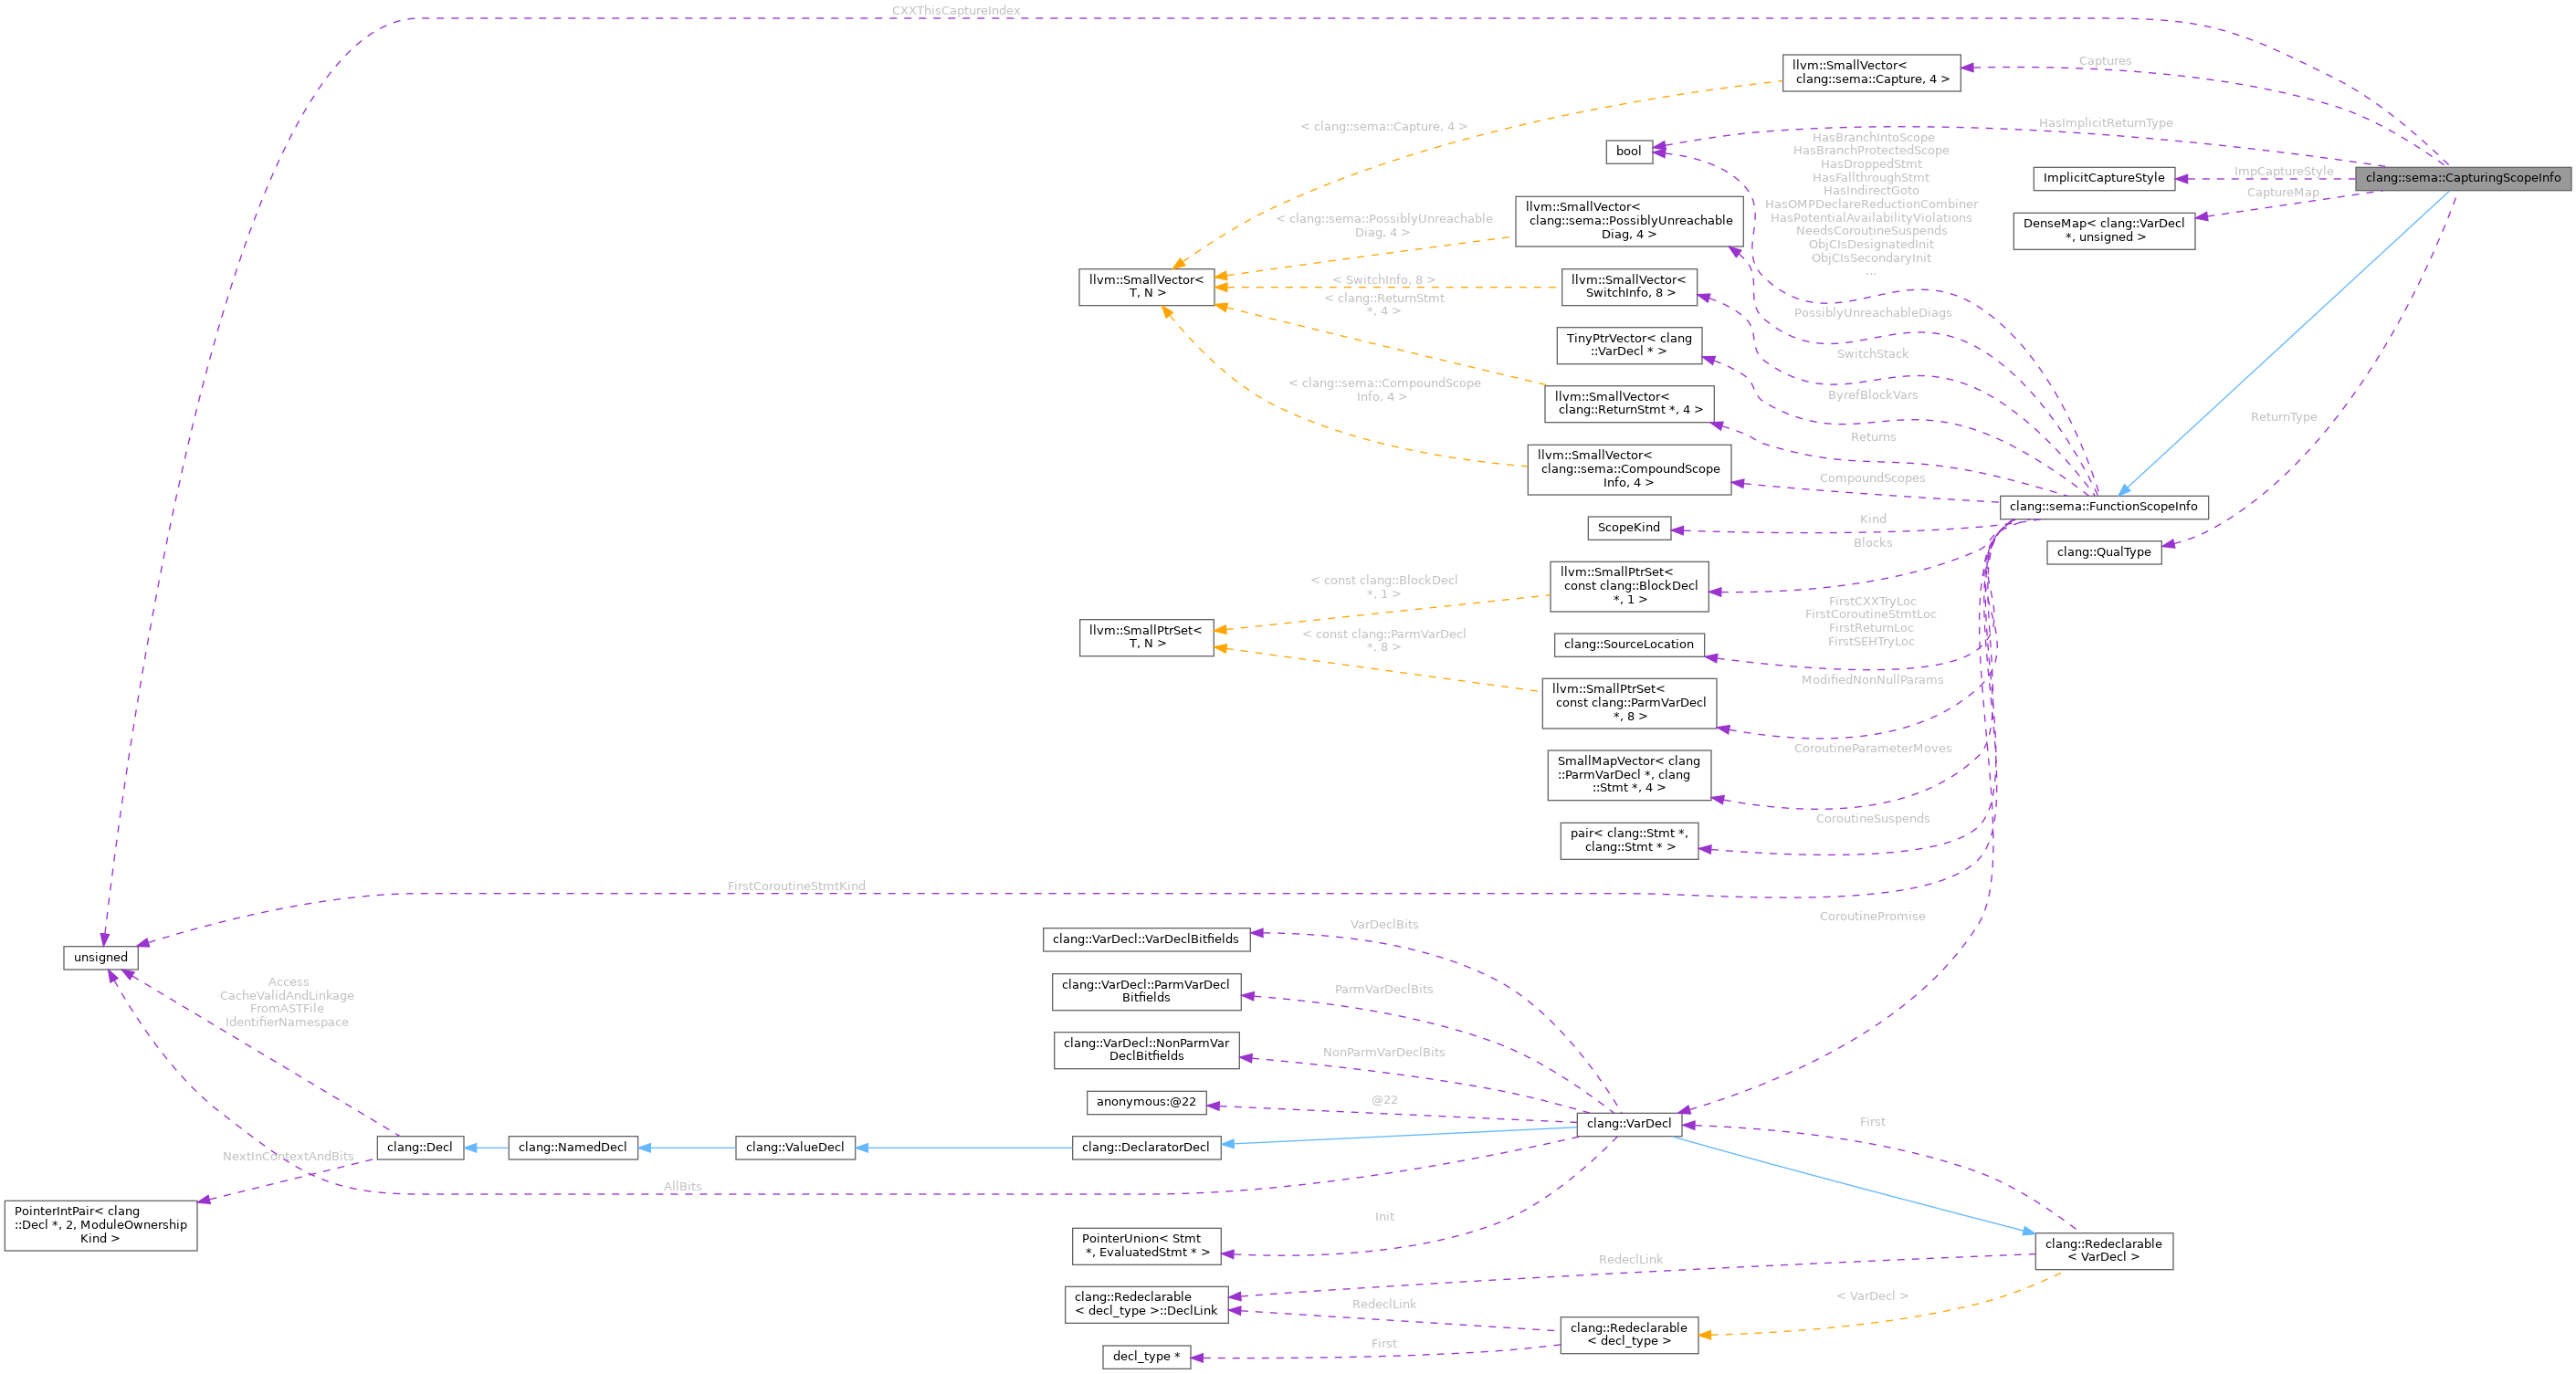 CXXThisCaptureIndex
llvm::SmallVector<
clang::sema::Capture, 4 >
Captures
< clang::sema::Capture, 4 >
HasImplicitReturnType
bool
HasBranchIntoScope
HasBranchProtectedScope
HasDroppedStmt
HasFallthroughStmt
HasIndirectGoto
HasOMPDeclareReductionCombiner
HasPotentialAvailabilityViolations
NeedsCoroutineSuspends
ObjCIsDesignatedInit
ObjCIsSecondaryInit
...
ImplicitCaptureStyle
ImpCaptureStyle
clang::sema::CapturingScopeInfo
CaptureMap
DenseMap< clang::VarDecl
*, unsigned >
llvm::SmallVector<
clang::sema::PossiblyUnreachable
Diag, 4 >
< clang::sema::PossiblyUnreachable
Diag, 4 >
llvm::SmallVector<
T, N >
< SwitchInfo, 8 >
llvm::SmallVector<
SwitchInfo, 8 >
< clang::ReturnStmt
*, 4 >
PossiblyUnreachableDiags
TinyPtrVector< clang
::VarDecl * >
SwitchStack
< clang::sema::CompoundScope
Info, 4 >
llvm::SmallVector<
clang::ReturnStmt *, 4 >
ByrefBlockVars
ReturnType
Returns
llvm::SmallVector<
clang::sema::CompoundScope
Info, 4 >
CompoundScopes
clang::sema::FunctionScopeInfo
ScopeKind
Kind
Blocks
clang::QualType
< const clang::BlockDecl
*, 1 >
llvm::SmallPtrSet<
const clang::BlockDecl
*, 1 >
llvm::SmallPtrSet<
T, N >
< const clang::ParmVarDecl
*, 8 >
clang::SourceLocation
FirstCXXTryLoc
FirstCoroutineStmtLoc
FirstReturnLoc
FirstSEHTryLoc
llvm::SmallPtrSet<
const clang::ParmVarDecl
*, 8 >
ModifiedNonNullParams
SmallMapVector< clang
::ParmVarDecl *, clang
::Stmt *, 4 >
CoroutineParameterMoves
pair< clang::Stmt *,
clang::Stmt * >
CoroutineSuspends
FirstCoroutineStmtKind
CoroutinePromise
unsigned
clang::VarDecl::VarDeclBitfields
VarDeclBits
Access
CacheValidAndLinkage
FromASTFile
IdentifierNamespace
clang::VarDecl::ParmVarDecl
Bitfields
ParmVarDeclBits
clang::VarDecl::NonParmVar
DeclBitfields
NonParmVarDeclBits
anonymous:@22
@22
clang::VarDecl
First
clang::Decl
clang::NamedDecl
clang::ValueDecl
clang::DeclaratorDecl
NextInContextAndBits
AllBits
PointerIntPair< clang
::Decl *, 2, ModuleOwnership
Kind >
Init
PointerUnion< Stmt
*, EvaluatedStmt * >
clang::Redeclarable
< VarDecl >
RedeclLink
clang::Redeclarable
< decl_type >::DeclLink
RedeclLink
< VarDecl >
clang::Redeclarable
< decl_type >
First
decl_type *